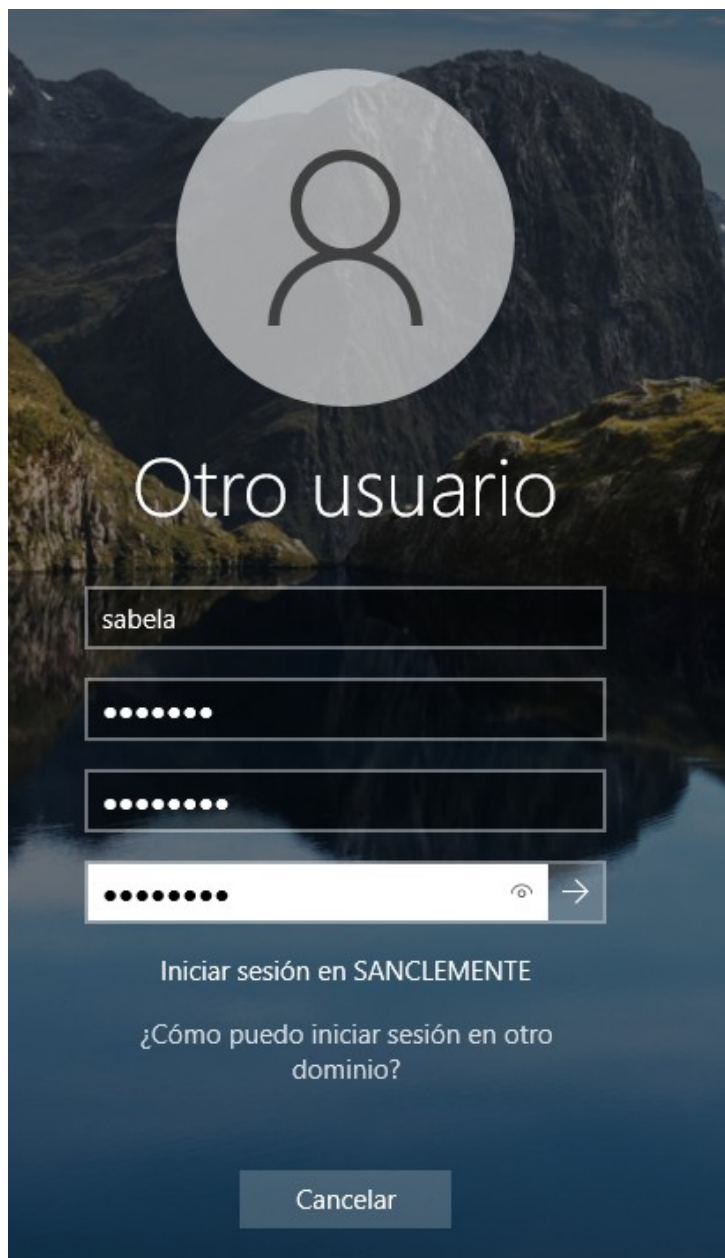 Otro usuario
sabela
●●●●●●●
●●●●●●●●
●●●●●●●●
Iniciar sesión en SANCLEMENTE
¿Cómo puedo iniciar sesión en otro
dominio?
Cancelar